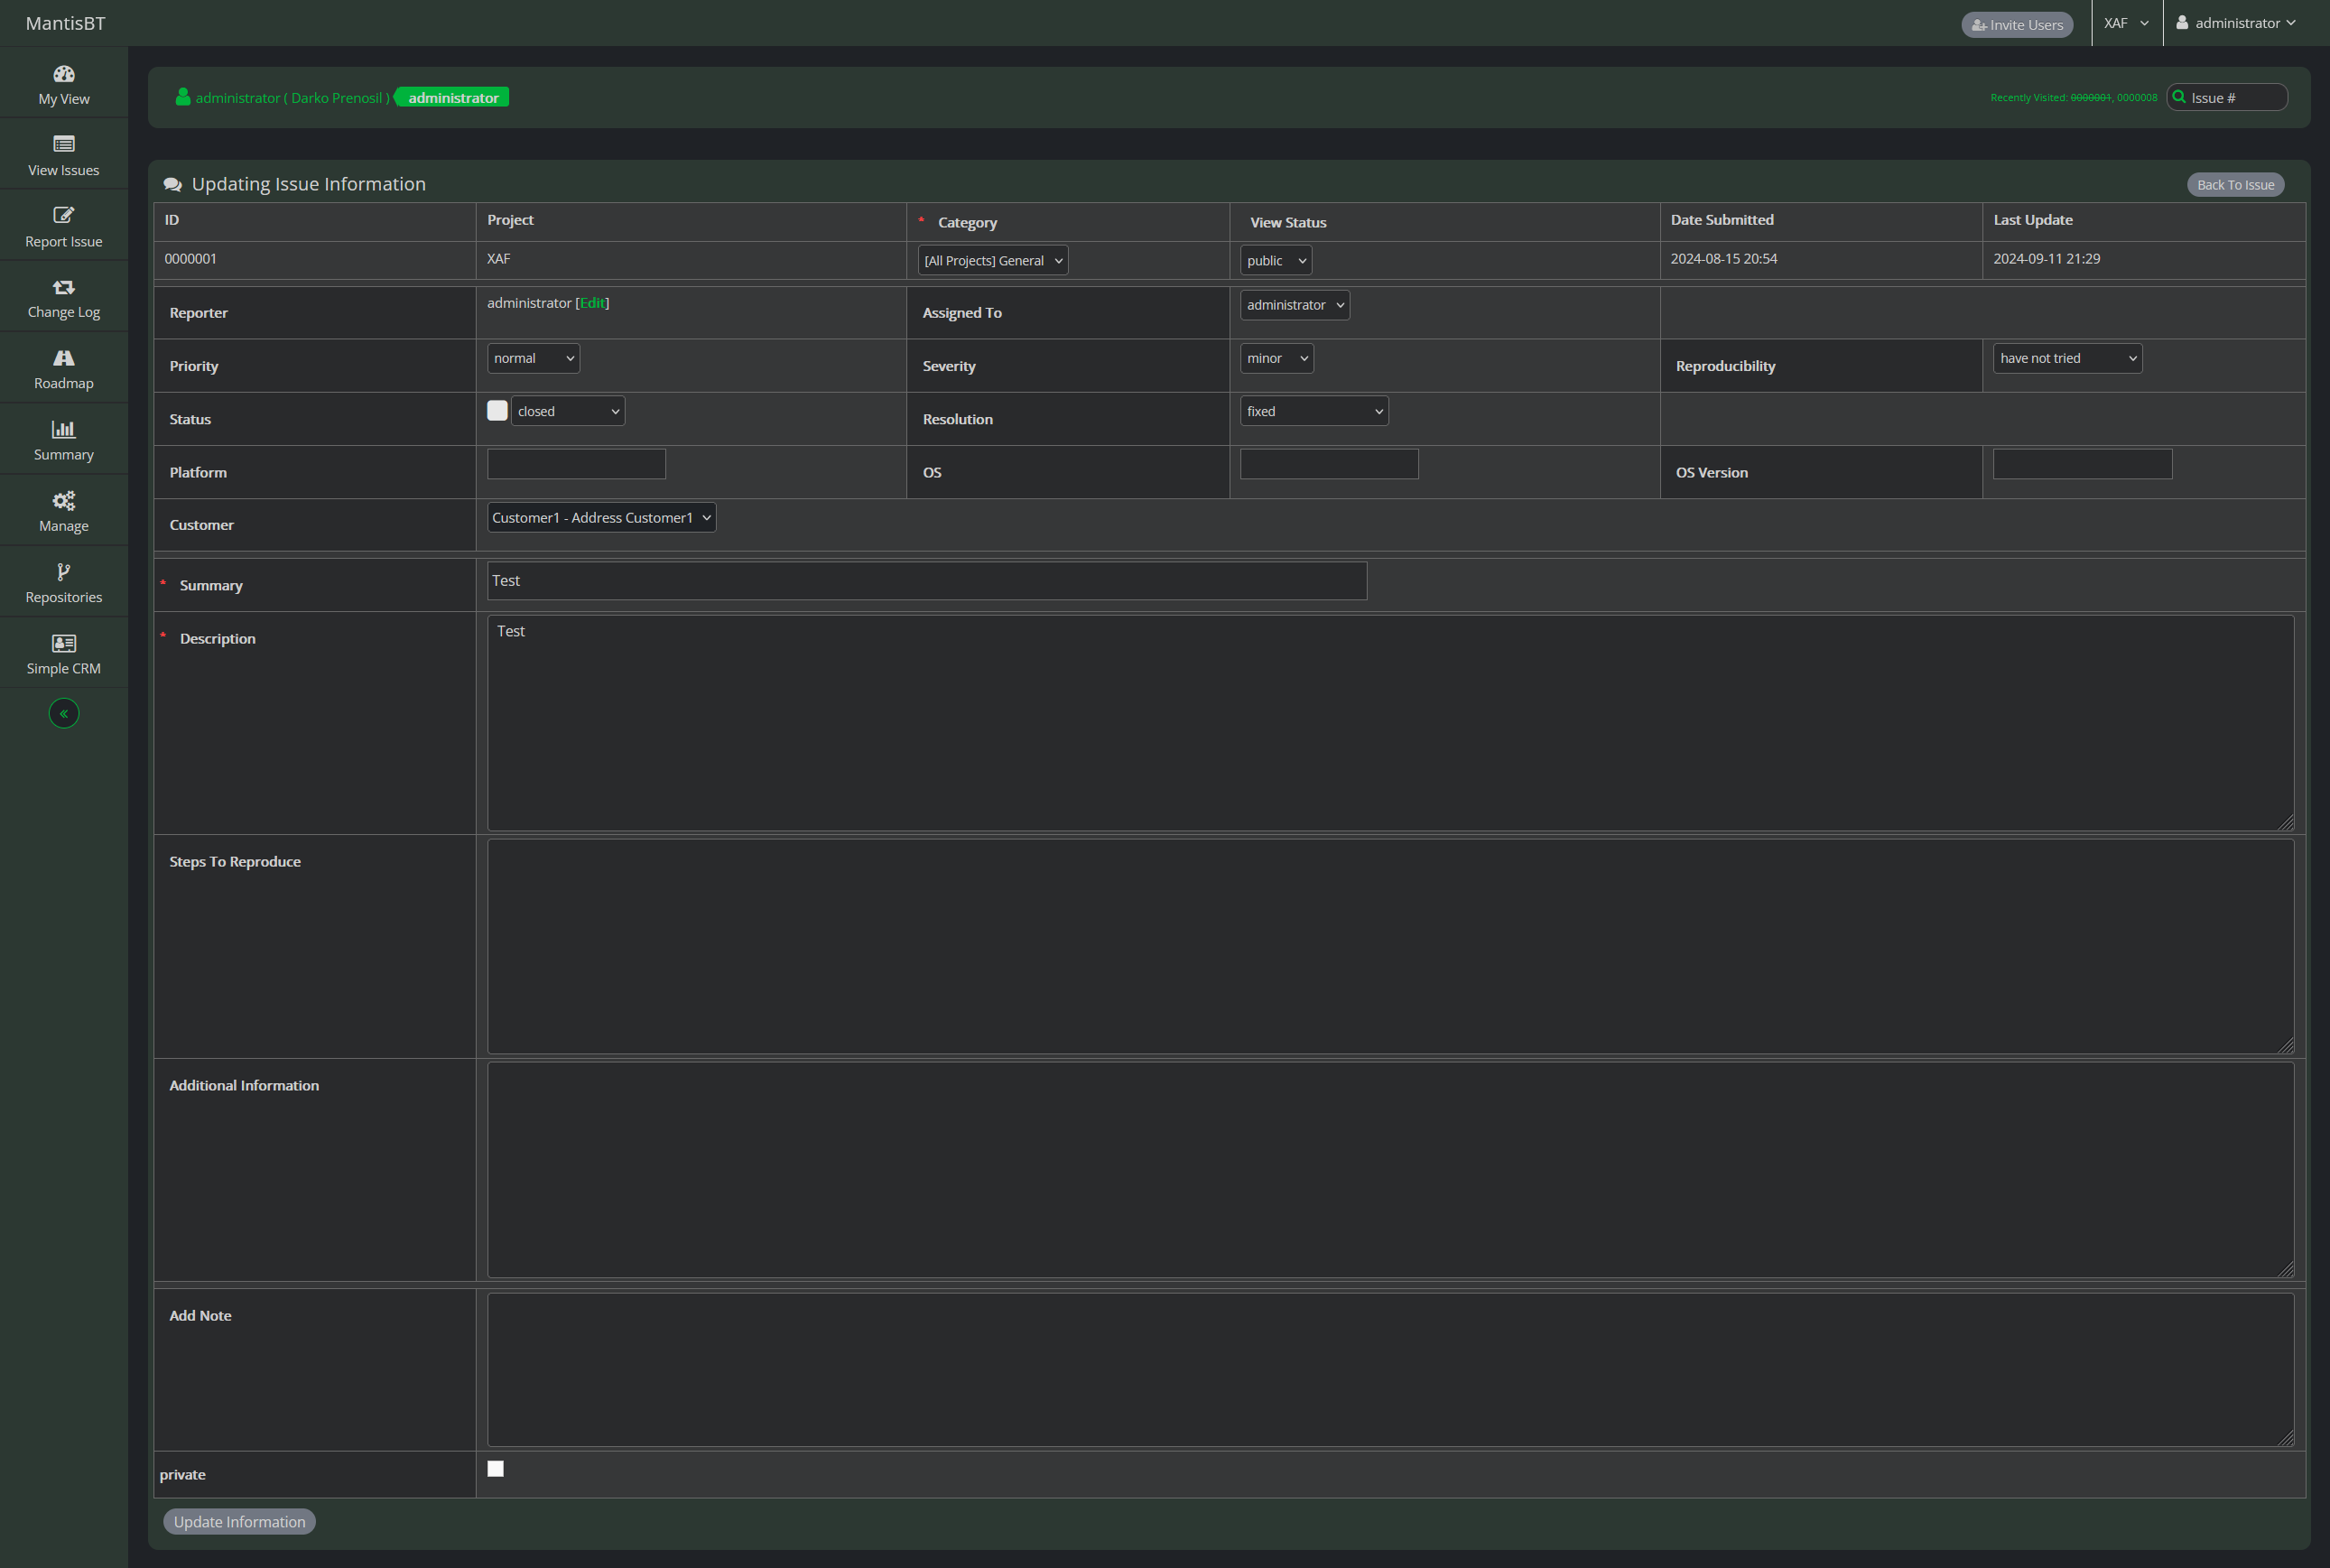 MantisBT
Invite Users
XAF
administrator
My View
View Issues
Report Issue
Change Log
Roadmap
Summary
Manage
Repositories
Simple CRM
administrator ( Darko Prenosil ) administrator
Recently Visited: 0000001, 0000008
Issue #
Updating Issue Information
Back To Issue
ID Project * Category View Status Date Submitted Last Update
0000001 XAF [All Projects] General public 2024-08-15 20:54 2024-09-11 21:29
Reporter administrator [Edit] Assigned To administrator
Priority normal Severity minor Reproducibility have not tried
Status closed Resolution fixed
Platform OS OS Version
Customer Customer1 - Address Customer1
* Summary Test
* Description Test
Steps To Reproduce
Additional Information
Add Note
private
Update Information